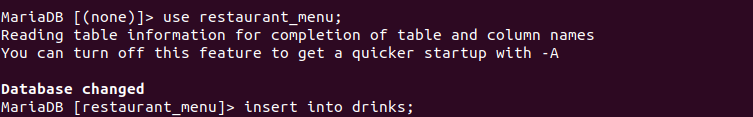 MariaDB [(none)]> use restaurant_menu;
Reading table information for completion of table and column names
You can turn off this feature to get a quicker startup with -A
Database changed
MariaDB [restaurant_menu]> insert into drinks;